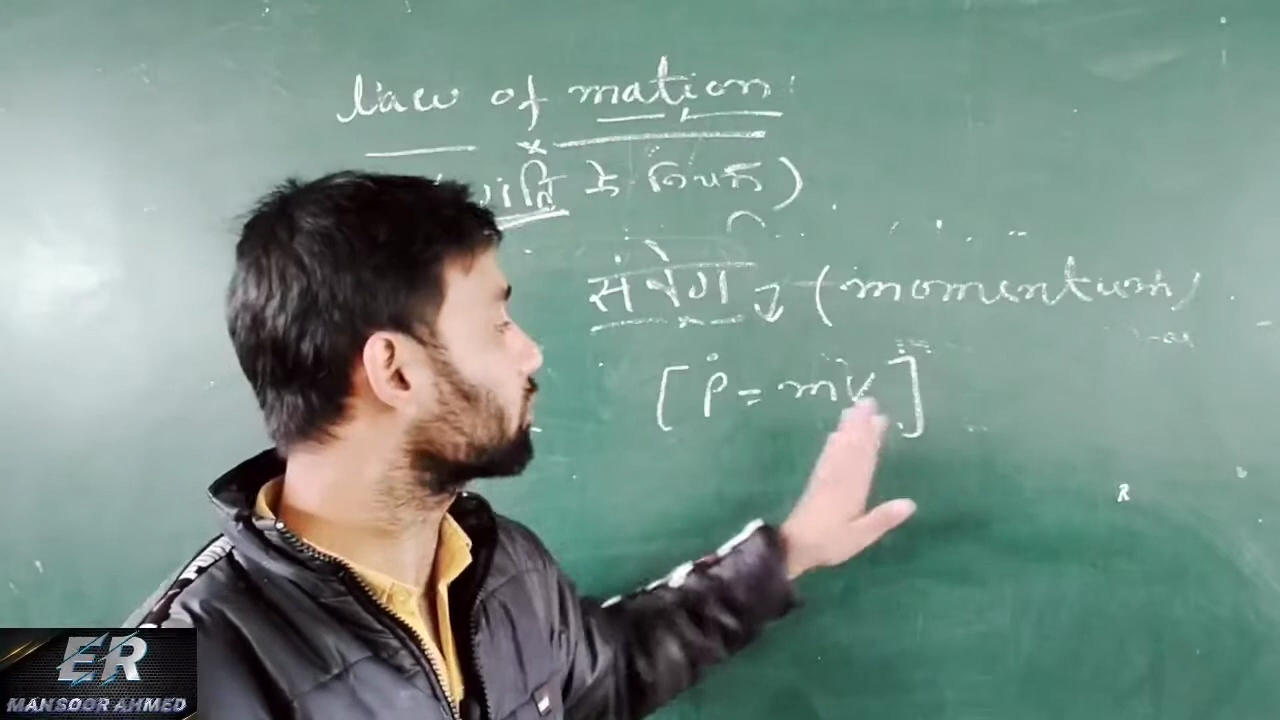 law of mation
गति के नियम)
संवेग (momentum)
[P = mv]
R
ER
MANSOOR AHMED